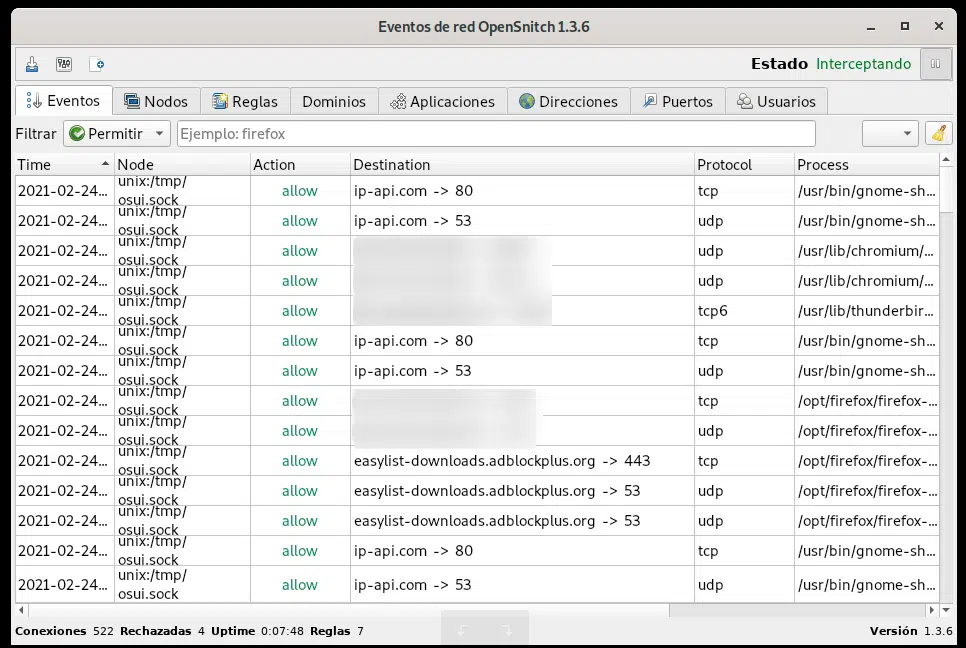 Eventos de red OpenSnitch 1.3.6
Estado Interceptando
Eventos Nodos Reglas Dominios Aplicaciones Direcciones Puertos Usuarios
Filtrar Permitir Ejemplo: firefox
Time Node Action Destination Protocol Process
2021-02-24... unix:/tmp/osui.sock allow ip-api.com -> 80 tcp /usr/bin/gnome-sh...
2021-02-24... unix:/tmp/osui.sock allow ip-api.com -> 53 udp /usr/bin/gnome-sh...
2021-02-24... unix:/tmp/osui.sock allow udp /usr/lib/chromium/...
2021-02-24... unix:/tmp/osui.sock allow udp /usr/lib/chromium/...
2021-02-24... unix:/tmp/osui.sock allow tcp6 /usr/lib/thunderbir...
2021-02-24... unix:/tmp/osui.sock allow ip-api.com -> 80 tcp /usr/bin/gnome-sh...
2021-02-24... unix:/tmp/osui.sock allow ip-api.com -> 53 udp /usr/bin/gnome-sh...
2021-02-24... unix:/tmp/osui.sock allow tcp /opt/firefox/firefox-...
2021-02-24... unix:/tmp/osui.sock allow udp /opt/firefox/firefox-...
2021-02-24... unix:/tmp/osui.sock allow easylist-downloads.adblockplus.org -> 443 tcp /opt/firefox/firefox-...
2021-02-24... unix:/tmp/osui.sock allow easylist-downloads.adblockplus.org -> 53 udp /opt/firefox/firefox-...
2021-02-24... unix:/tmp/osui.sock allow easylist-downloads.adblockplus.org -> 53 udp /opt/firefox/firefox-...
2021-02-24... unix:/tmp/osui.sock allow ip-api.com -> 80 tcp /usr/bin/gnome-sh...
2021-02-24... unix:/tmp/osui.sock allow ip-api.com -> 53 udp /usr/bin/gnome-sh...
Conexiones 522 Rechazadas 4 Uptime 0:07:48 Reglas 7 Versión 1.3.6